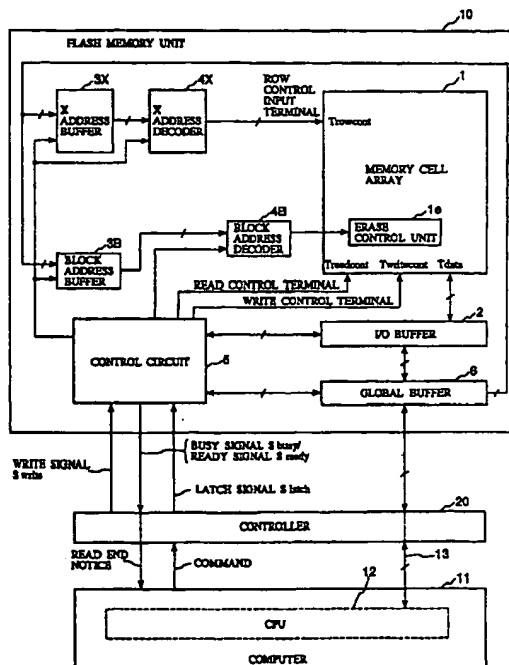 10
FLASH MEMORY UNIT
3X
X
ADDRESS
BUFFER
4X
X
ADDRESS
DECODER
ROW
CONTROL
INPUT
TERMINAL
1
Trowcont
MEMORY CELL
ARRAY
1e
ERASE
CONTROL UNIT
4B
BLOCK
ADDRESS
DECODER
3B
BLOCK
ADDRESS
BUFFER
Treadcont Twritecont Tdata
READ CONTROL TERMINAL
WRITE CONTROL TERMINAL
2
I/O BUFFER
CONTROL CIRCUIT
5
6
GLOBAL BUFFER
WRITE SIGNAL
S write
BUSY SIGNAL S busy/
READY SIGNAL S ready
LATCH SIGNAL S latch
20
CONTROLLER
READ END
NOTICE
COMMAND
13
11
12
CPU
COMPUTER